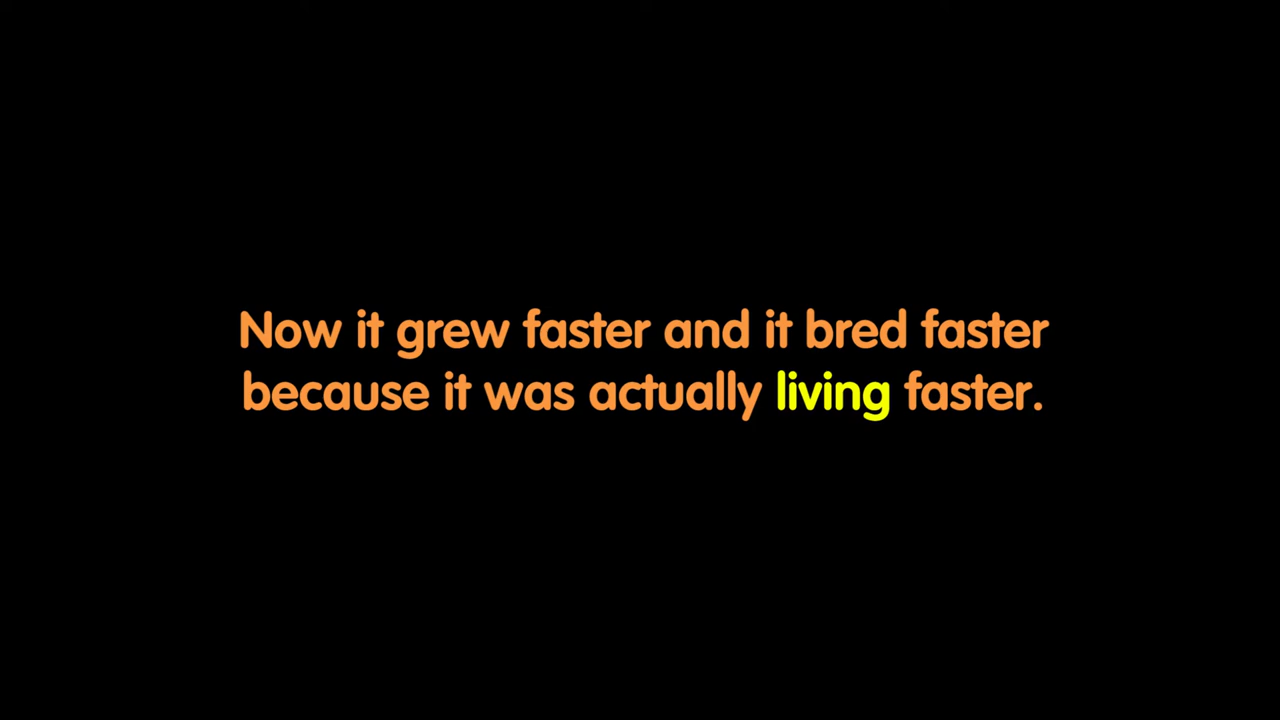 Now it grew faster and it bred faster
because it was actually living faster.